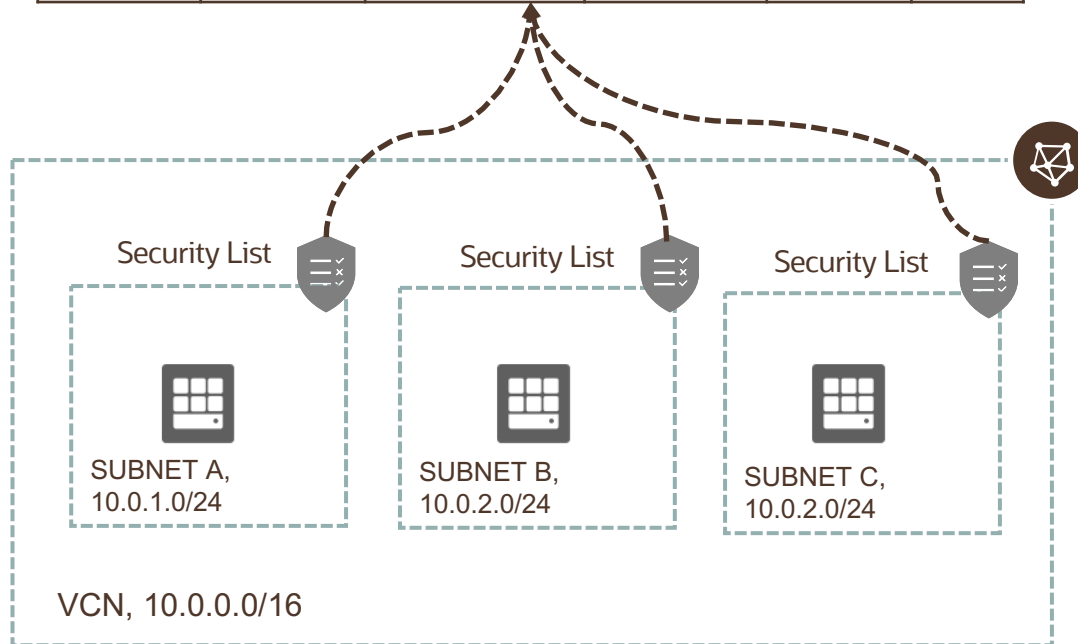 Security List
Security List
Security List
SUBNET A,
10.0.1.0/24
SUBNET B,
10.0.2.0/24
SUBNET C,
10.0.2.0/24
VCN, 10.0.0.0/16